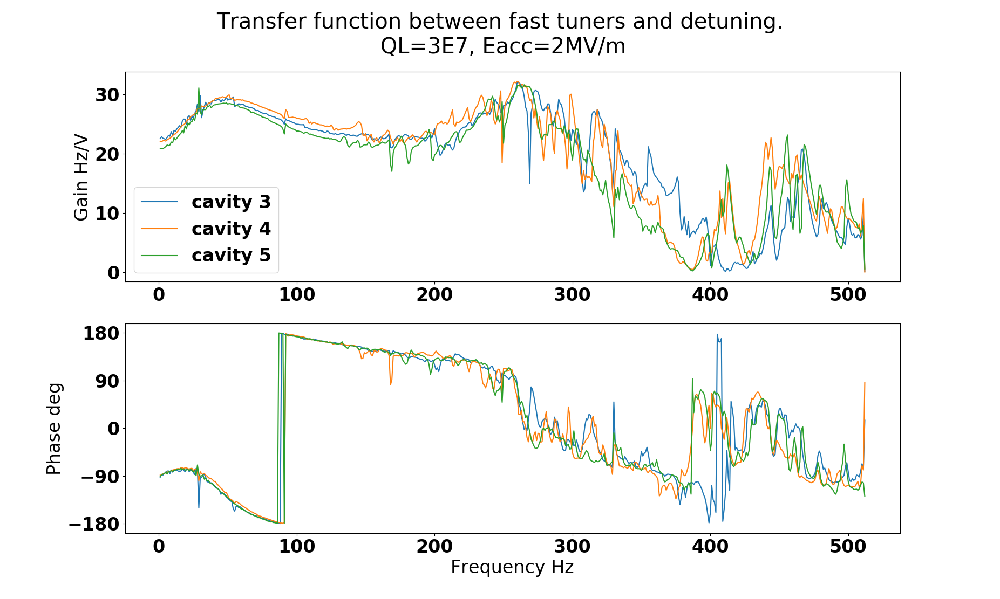 Transfer function between fast tuners and detuning.
QL=3E7, Eacc=2MV/m
Gain Hz/V
30
20
10
0
cavity 3
cavity 4
cavity 5
0 100 200 300 400 500
Phase deg
180
90
0
−90
−180
0 100 200 300 400 500
Frequency Hz